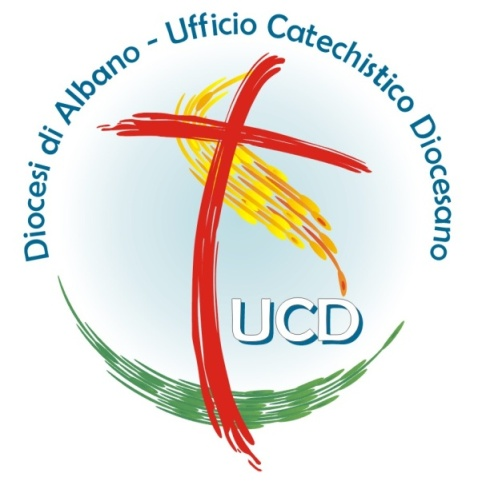 Diocesi di Albano - Ufficio Catechistico Diocesano
UCD